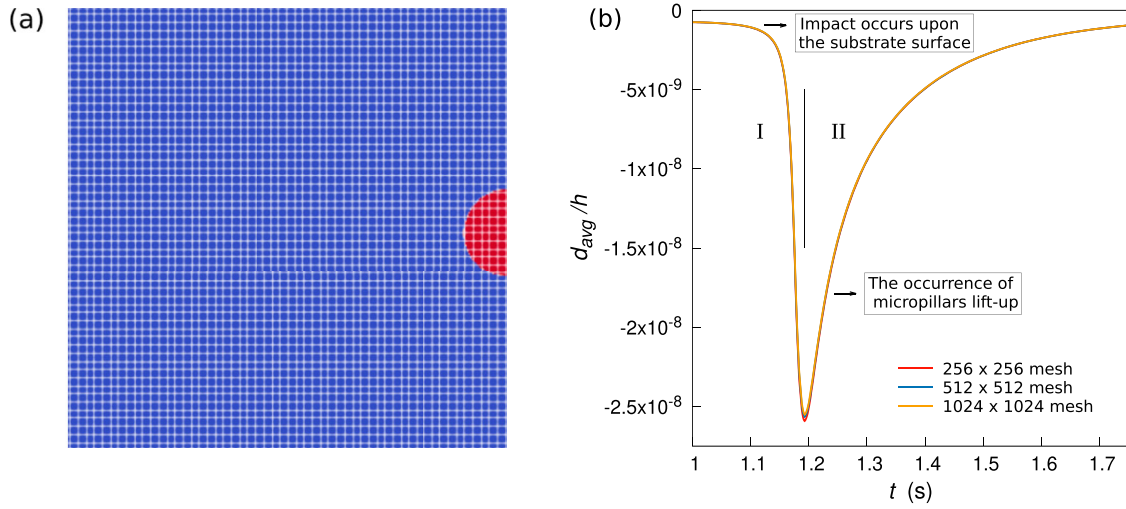 (a)
(b)
0
-5x10⁻⁹
-1x10⁻⁸
-1.5x10⁻⁸
-2x10⁻⁸
-2.5x10⁻⁸
d_avg/h
Impact occurs upon
the substrate surface
I
II
The occurrence of
micropillars lift-up
256 x 256 mesh
512 x 512 mesh
1024 x 1024 mesh
1 1.1 1.2 1.3 1.4 1.5 1.6 1.7
t (s)